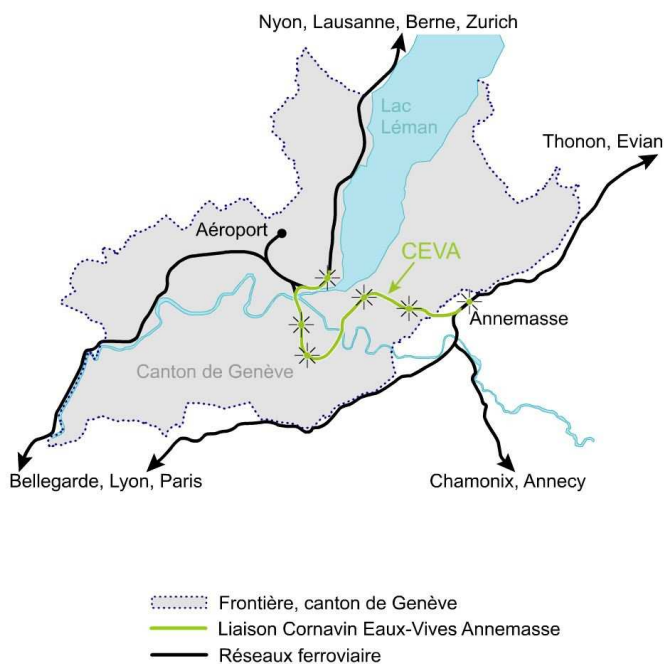 Nyon, Lausanne, Berne, Zurich
Lac
Léman
Thonon, Evian
Aéroport
CEVA
Annemasse
Canton de Genève
Bellegarde, Lyon, Paris
Chamonix, Annecy
Frontière, canton de Genève
Liaison Cornavin Eaux-Vives Annemasse
Réseaux ferroviaire